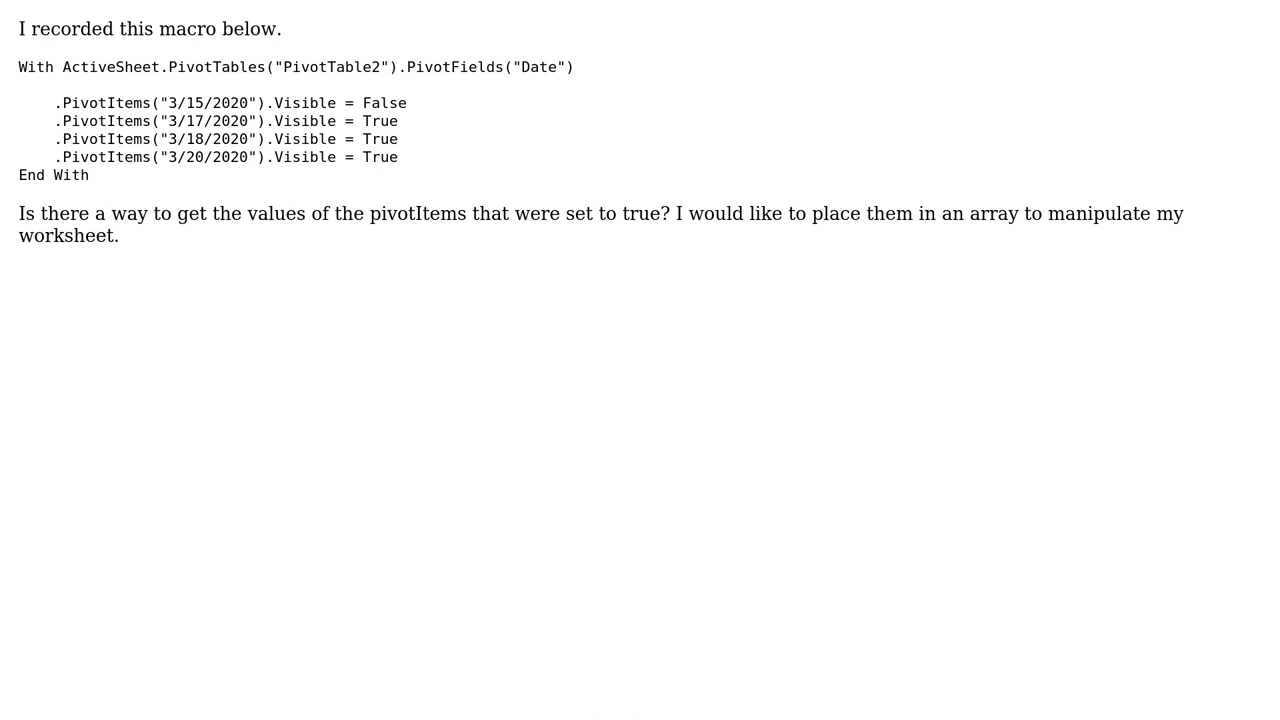 I recorded this macro below.
With ActiveSheet.PivotTables("PivotTable2").PivotFields("Date")
    .PivotItems("3/15/2020").Visible = False
    .PivotItems("3/17/2020").Visible = True
    .PivotItems("3/18/2020").Visible = True
    .PivotItems("3/20/2020").Visible = True
End With
Is there a way to get the values of the pivotItems that were set to true? I would like to place them in an array to manipulate my
worksheet.